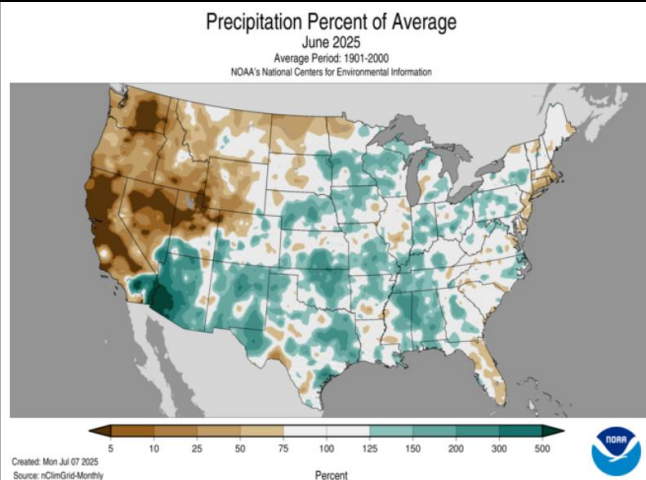 Precipitation Percent of Average
June 2025
Average Period: 1901-2000
NOAA's National Centers for Environmental Information
5 10 25 50 75 100 125 150 200 300 500
Created: Mon Jul 07 2025
Source: nClimGrid-Monthly
Percent
NOAA